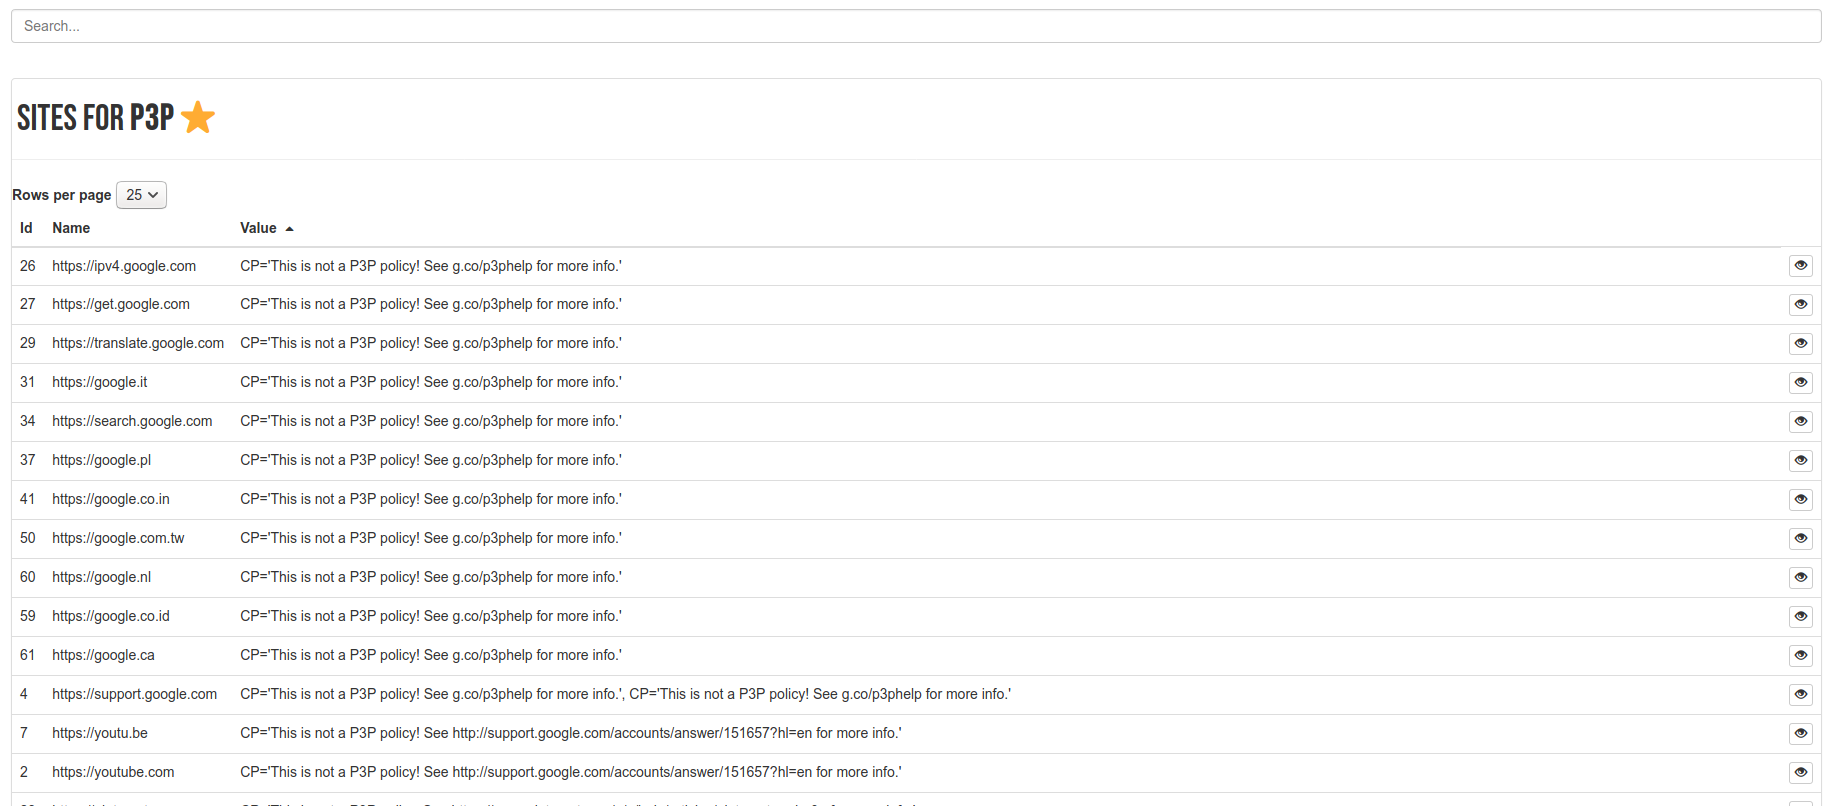 Search...
SITES FOR P3P
Rows per page 25
Id Name Value
26 https://ipv4.google.com CP='This is not a P3P policy! See g.co/p3phelp for more info.'
27 https://get.google.com CP='This is not a P3P policy! See g.co/p3phelp for more info.'
29 https://translate.google.com CP='This is not a P3P policy! See g.co/p3phelp for more info.'
31 https://google.it CP='This is not a P3P policy! See g.co/p3phelp for more info.'
34 https://search.google.com CP='This is not a P3P policy! See g.co/p3phelp for more info.'
37 https://google.pl CP='This is not a P3P policy! See g.co/p3phelp for more info.'
41 https://google.co.in CP='This is not a P3P policy! See g.co/p3phelp for more info.'
50 https://google.com.tw CP='This is not a P3P policy! See g.co/p3phelp for more info.'
60 https://google.nl CP='This is not a P3P policy! See g.co/p3phelp for more info.'
59 https://google.co.id CP='This is not a P3P policy! See g.co/p3phelp for more info.'
61 https://google.ca CP='This is not a P3P policy! See g.co/p3phelp for more info.'
4 https://support.google.com CP='This is not a P3P policy! See g.co/p3phelp for more info.', CP='This is not a P3P policy! See g.co/p3phelp for more info.'
7 https://youtu.be CP='This is not a P3P policy! See http://support.google.com/accounts/answer/151657?hl=en for more info.'
2 https://youtube.com CP='This is not a P3P policy! See http://support.google.com/accounts/answer/151657?hl=en for more info.'